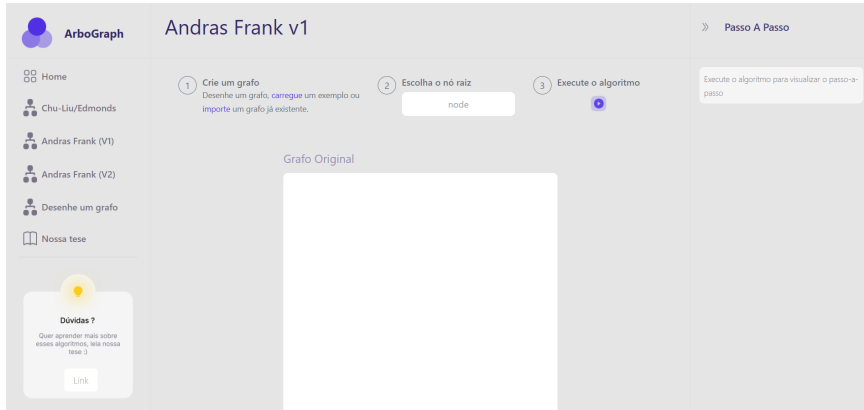 ArboGraph
Home
Chu-Liu/Edmonds
Andras Frank (V1)
Andras Frank (V2)
Desenhe um grafo
Nossa tese
Dúvidas ?
Quer aprender mais sobre
esses algoritmos, leia nossa
tese :)
Link
Andras Frank v1
1 Crie um grafo
Desenhe um grafo, carregue um exemplo ou
importe um grafo já existente.
2 Escolha o nó raiz
node
3 Execute o algoritmo
Grafo Original
Passo A Passo
Execute o algoritmo para visualizar o passo-a-
passo